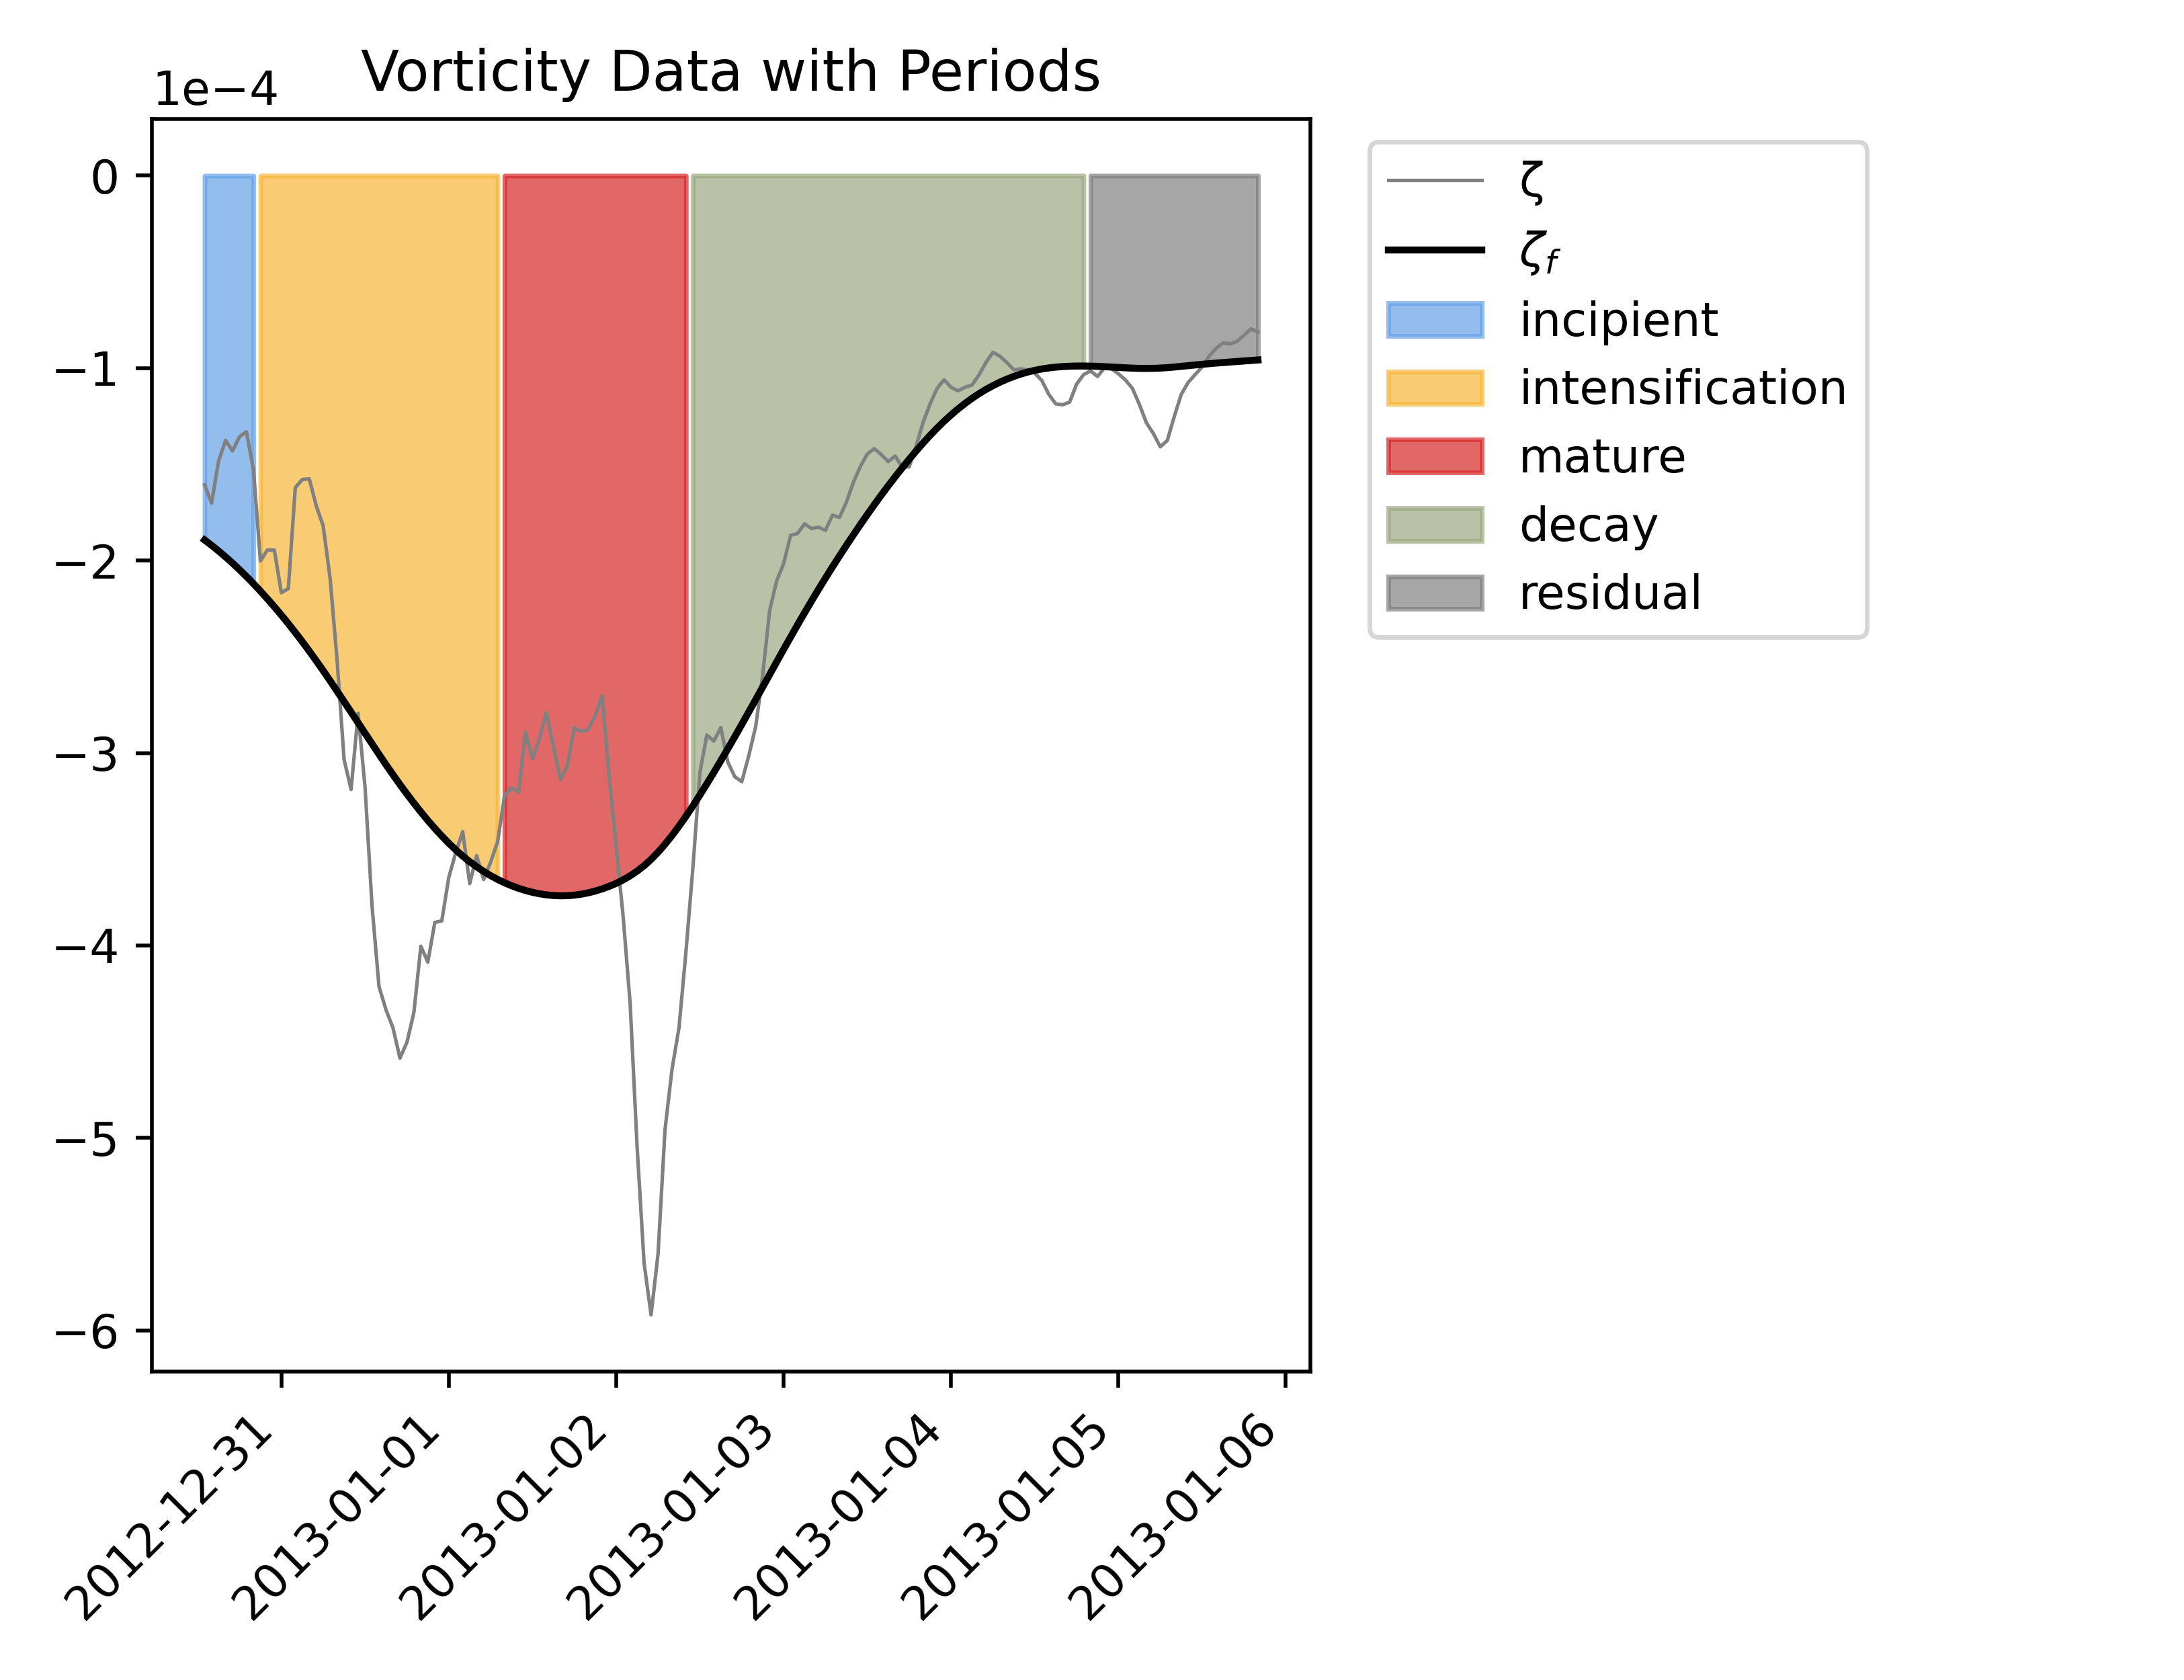 Vorticity Data with Periods
1e−4
0
−1
−2
−3
−4
−5
−6
2012-12-31
2013-01-01
2013-01-02
2013-01-03
2013-01-04
2013-01-05
2013-01-06
ζ
ζf
incipient
intensification
mature
decay
residual